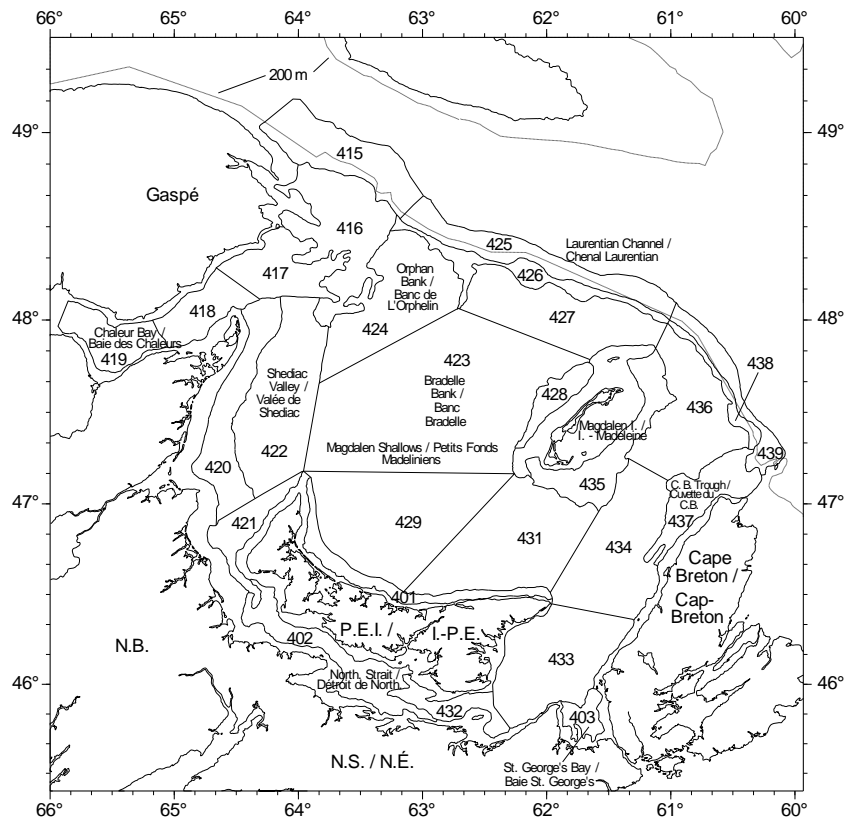 66° 65° 64° 63° 62° 61° 60°
200 m
49° 49°
415
Gaspé
416
425
Laurentian Channel /
Chenal Laurentian
417
Orphan
Bank /
Banc de
L'Orphelin
426
418
424
427
48° 48°
Chaleur Bay /
Baie des Chaleurs
419
423
438
Shediac
Valley /
Valée de
Shediac
Bradelle
Bank /
Banc
Bradelle
428
436
Magdalen I. /
I. - Madeleine
422
Magdalen Shallows / Petits Fonds
Madeliniens
420
439
435
C. B. Trough /
Cuvette du
C.B.
47° 47°
421
429
431
434
437
Cape
Breton /
Cap-
Breton
401
P.E.I. /
I.-P.E.
N.B.
402
433
North. Strait /
Détroit de North.
46° 46°
432
403
N.S. / N.É.
St. George's Bay /
Baie St. George's
66° 65° 64° 63° 62° 61° 60°